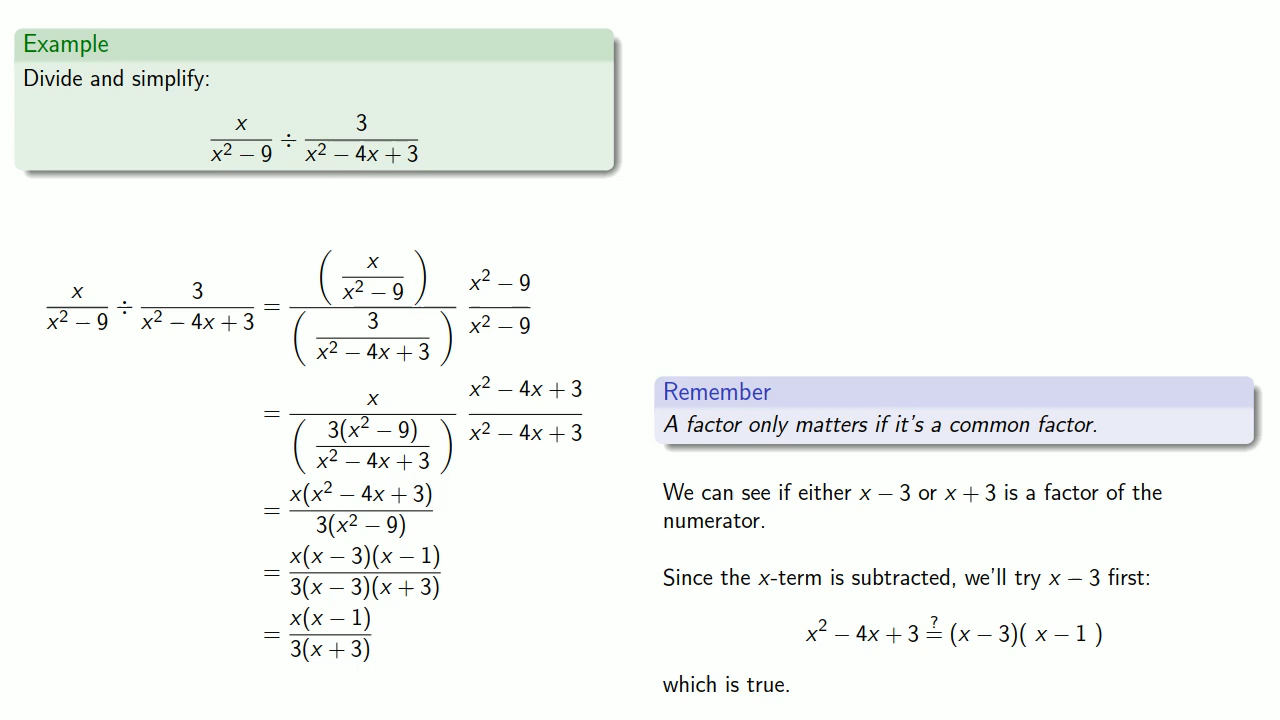 Example
Divide and simplify:
x/(x² − 9) ÷ 3/(x² − 4x + 3)
x/(x² − 9) ÷ 3/(x² − 4x + 3) = (x/(x² − 9))/(3/(x² − 4x + 3)) (x² − 9)/(x² − 9)
= x/(3(x² − 9)/(x² − 4x + 3)) (x² − 4x + 3)/(x² − 4x + 3)
= x(x² − 4x + 3)/3(x² − 9)
= x(x − 3)(x − 1)/3(x − 3)(x + 3)
= x(x − 1)/3(x + 3)
Remember
A factor only matters if it's a common factor.
We can see if either x − 3 or x + 3 is a factor of the
numerator.
Since the x-term is subtracted, we'll try x − 3 first:
x² − 4x + 3 ≟ (x − 3)( x − 1 )
which is true.